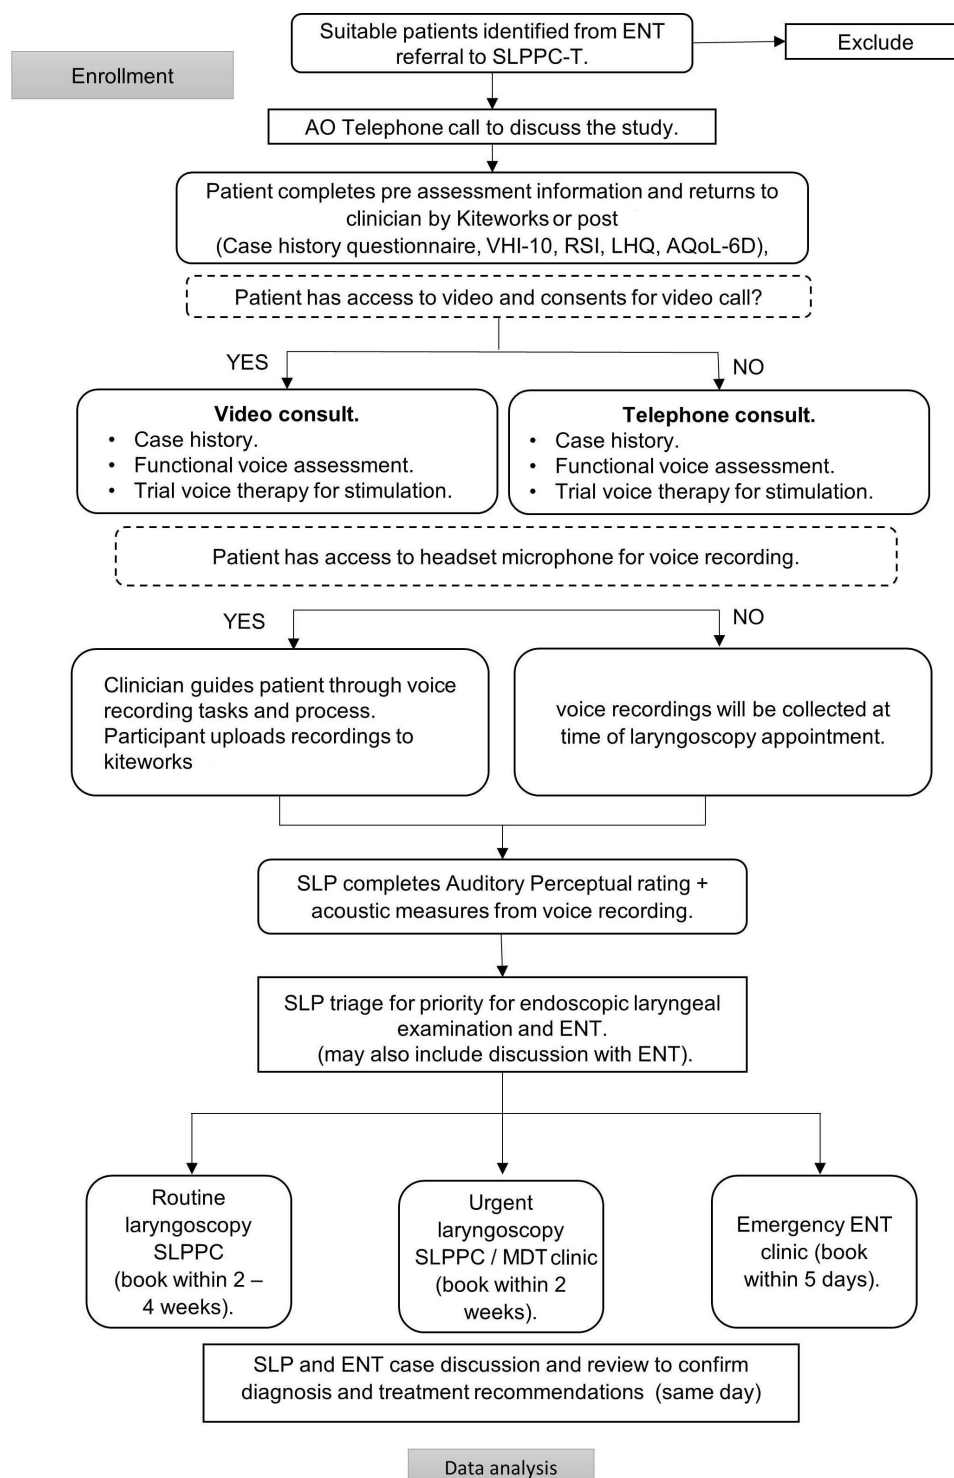 Suitable patients identified from ENT
referral to SLPPC-T.
Exclude
Enrollment
AO Telephone call to discuss the study.
Patient completes pre assessment information and returns to
clinician by Kiteworks or post
(Case history questionnaire, VHI-10, RSI, LHQ, AQoL-6D),
Patient has access to video and consents for video call?
YES
NO
Video consult.
• Case history.
• Functional voice assessment.
• Trial voice therapy for stimulation.
Telephone consult.
• Case history.
• Functional voice assessment.
• Trial voice therapy for stimulation.
Patient has access to headset microphone for voice recording.
YES
NO
Clinician guides patient through voice
recording tasks and process.
Participant uploads recordings to
kiteworks
voice recordings will be collected at
time of laryngoscopy appointment.
SLP completes Auditory Perceptual rating +
acoustic measures from voice recording.
SLP triage for priority for endoscopic laryngeal
examination and ENT.
(may also include discussion with ENT).
Routine
laryngoscopy
SLPPC
(book within 2 –
4 weeks).
Urgent
laryngoscopy
SLPPC / MDT clinic
(book within 2
weeks).
Emergency ENT
clinic (book
within 5 days).
SLP and ENT case discussion and review to confirm
diagnosis and treatment recommendations (same day)
Data analysis